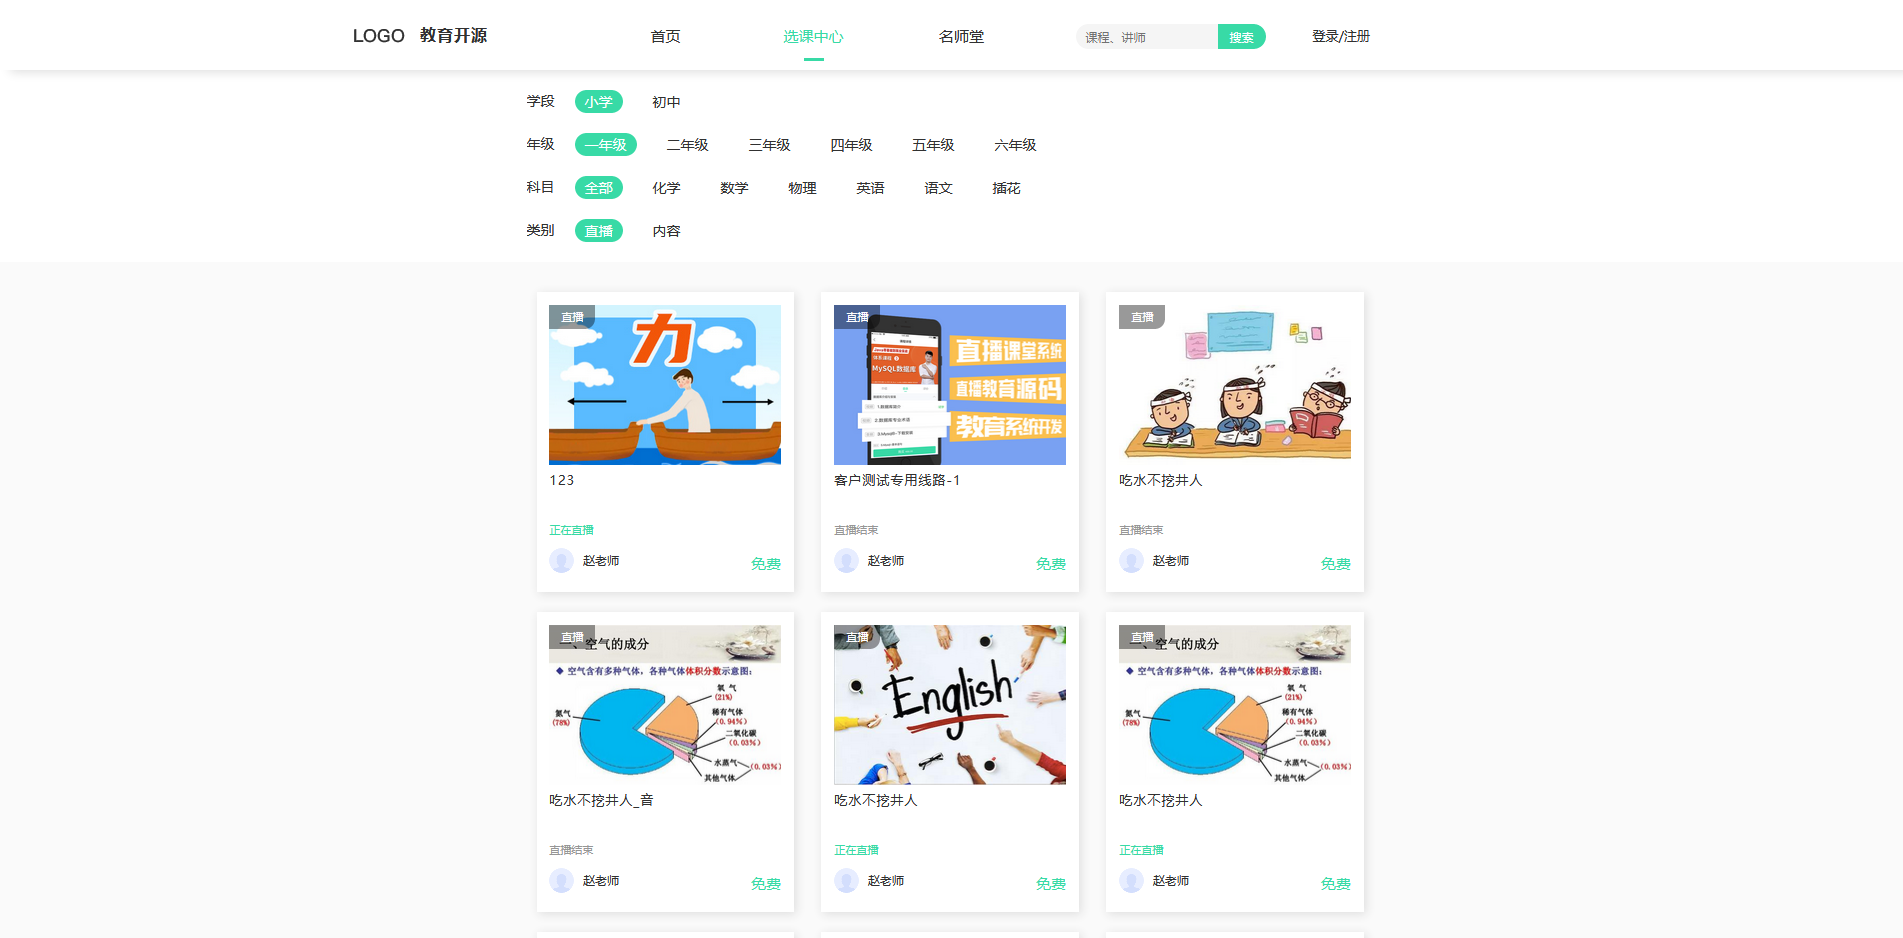 LOGO 教育开源 首页 选课中心 名师堂 课程、讲师 搜索 登录/注册
学段 小学 初中
年级 一年级 二年级 三年级 四年级 五年级 六年级
科目 全部 化学 数学 物理 英语 语文 插花
类别 直播 内容
直播
力
123
正在直播
赵老师 免费
直播
MySQL数据库
直播课堂系统
直播教育源码
教育系统开发
客户测试专用线路-1
直播结束
赵老师 免费
直播
吃水不挖井人
直播结束
赵老师 免费
直播
一、空气的成分
◆ 空气含有多种气体，各种气体体积分数示意图：
氧气
(21%)
稀有气体
(0.94%)
氮气
(78%)
二氧化碳
(0.03%)
水蒸气
(0.03%)
其他气体
吃水不挖井人_音
直播结束
赵老师 免费
直播
English
吃水不挖井人
正在直播
赵老师 免费
直播
一、空气的成分
◆ 空气含有多种气体，各种气体体积分数示意图：
氧气
(21%)
稀有气体
(0.94%)
氮气
(78%)
二氧化碳
(0.03%)
水蒸气
(0.03%)
其他气体
吃水不挖井人
正在直播
赵老师 免费